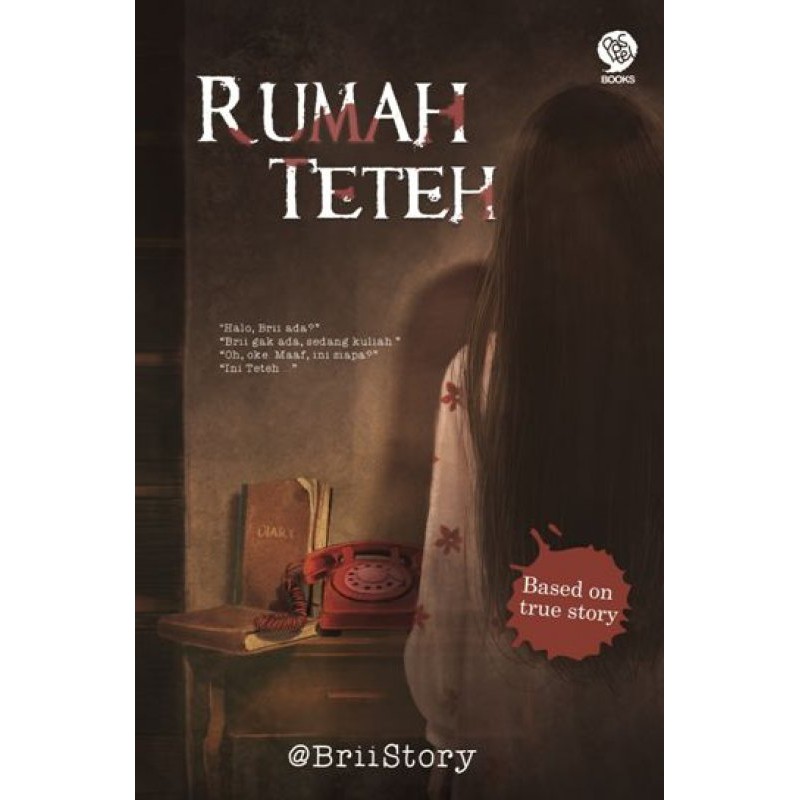 Pastel
BOOKS
RUMAH
TETEH
"Halo, Brii ada?"
"Brii gak ada, sedang kuliah."
"Oh, oke. Maaf, ini siapa?"
"Ini Teteh ..."
DIARY
Based on
true story
@BriiStory